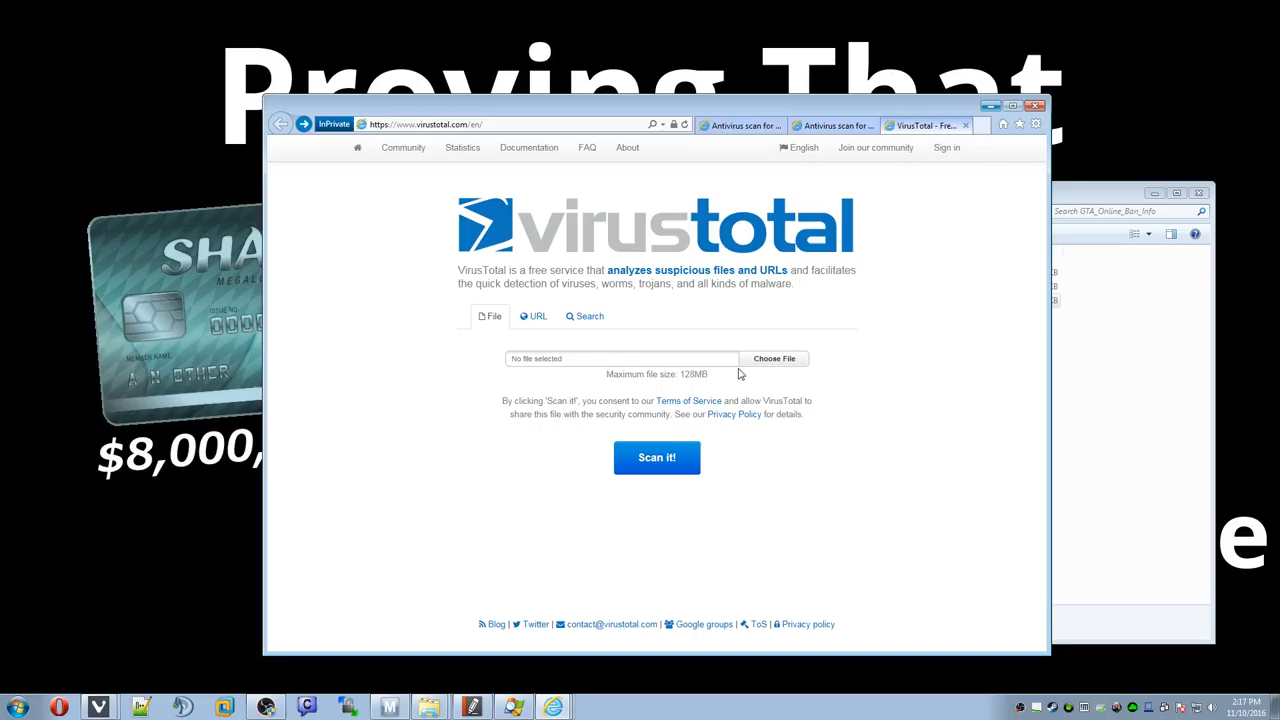 Proving That
InPrivate
https://www.virustotal.com/en/
Antivirus scan for ...
Antivirus scan for ...
VirusTotal - Fre...
Community
Statistics
Documentation
FAQ
About
English
Join our community
Sign in
Search GTA_Online_Ban_Info
virustotal
VirusTotal is a free service that analyzes suspicious files and URLs and facilitates
the quick detection of viruses, worms, trojans, and all kinds of malware.
File
URL
Search
No file selected
Choose File
Maximum file size: 128MB
By clicking 'Scan it!', you consent to our Terms of Service and allow VirusTotal to
share this file with the security community. See our Privacy Policy for details.
Scan it!
SHA
MEGAL
ISSUE NO
000
MEMBER NAME
A N OTHER
$8,000,
KB
KB
KB
e
Blog | Twitter | contact@virustotal.com | Google groups | ToS | Privacy policy
2:17 PM
11/10/2016